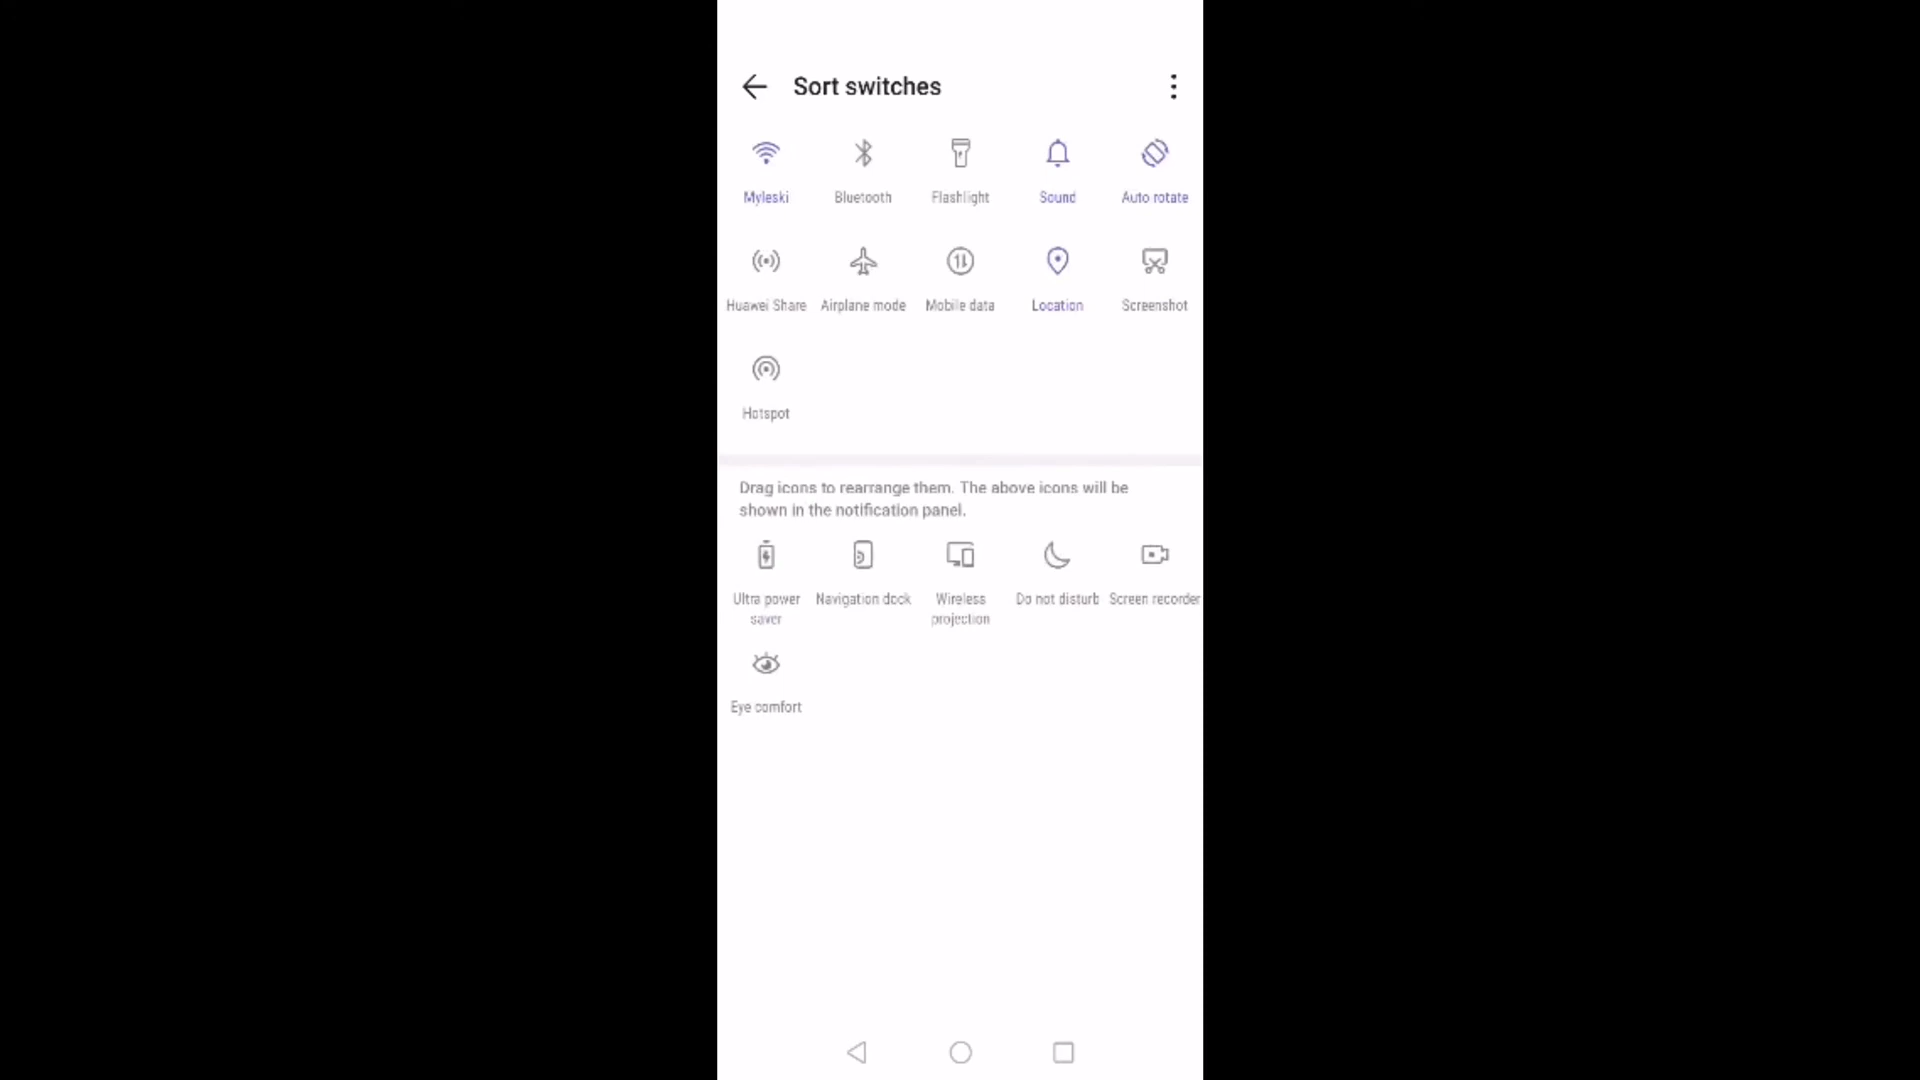 Sort switches
Myleski Bluetooth Flashlight Sound Auto rotate
Huawei Share Airplane mode Mobile data Location Screenshot
Hotspot
Drag icons to rearrange them. The above icons will be
shown in the notification panel.
Ultra power Navigation dock Wireless Do not disturb Screen recorder
saver projection
Eye comfort